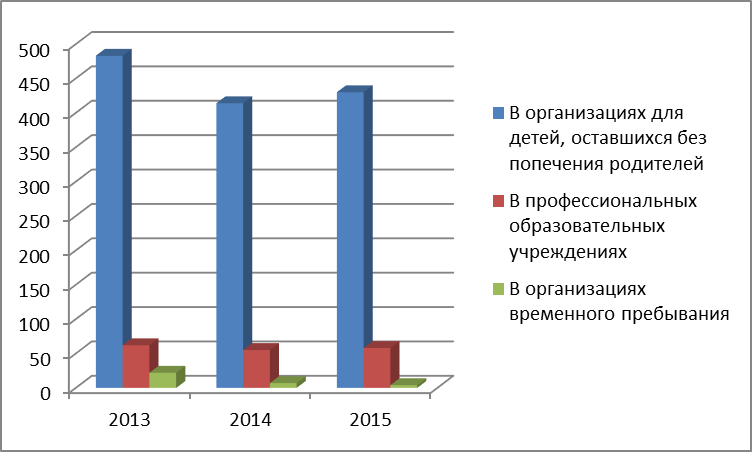 500
450
400
350
300
250
200
150
100
50
0
2013 2014 2015
В организациях для
детей, оставшихся без
попечения родителей
В профессиональных
образовательных
учреждениях
В организациях
временного пребывания